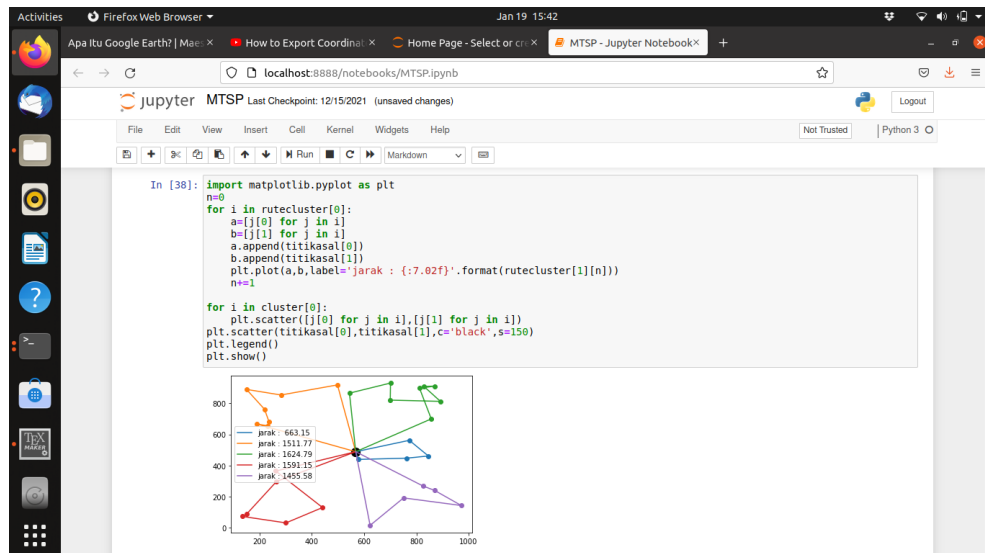 Activities Firefox Web Browser Jan 19 15:42
Apa Itu Google Earth? | Maes How to Export Coordinat Home Page - Select or cre MTSP - Jupyter Notebook
localhost:8888/notebooks/MTSP.ipynb
jupyter MTSP Last Checkpoint: 12/15/2021 (unsaved changes) Logout
File Edit View Insert Cell Kernel Widgets Help Not Trusted Python 3
Run Markdown
In [38]: import matplotlib.pyplot as plt
n=0
for i in rutecluster[0]:
a=[j[0] for j in i]
b=[j[1] for j in i]
a.append(titikasal[0])
b.append(titikasal[1])
plt.plot(a,b,label='jarak : {:7.02f}'.format(rutecluster[1][n]))
n+=1
for i in cluster[0]:
plt.scatter([j[0] for j in i],[j[1] for j in i])
plt.scatter(titikasal[0],titikasal[1],c='black',s=150)
plt.legend()
plt.show()
800
600
400
200
0
jarak : 663.15
jarak : 1511.77
jarak : 1624.79
jarak : 1591.15
jarak : 1455.58
200 400 600 800 1000
TEX
MAKER